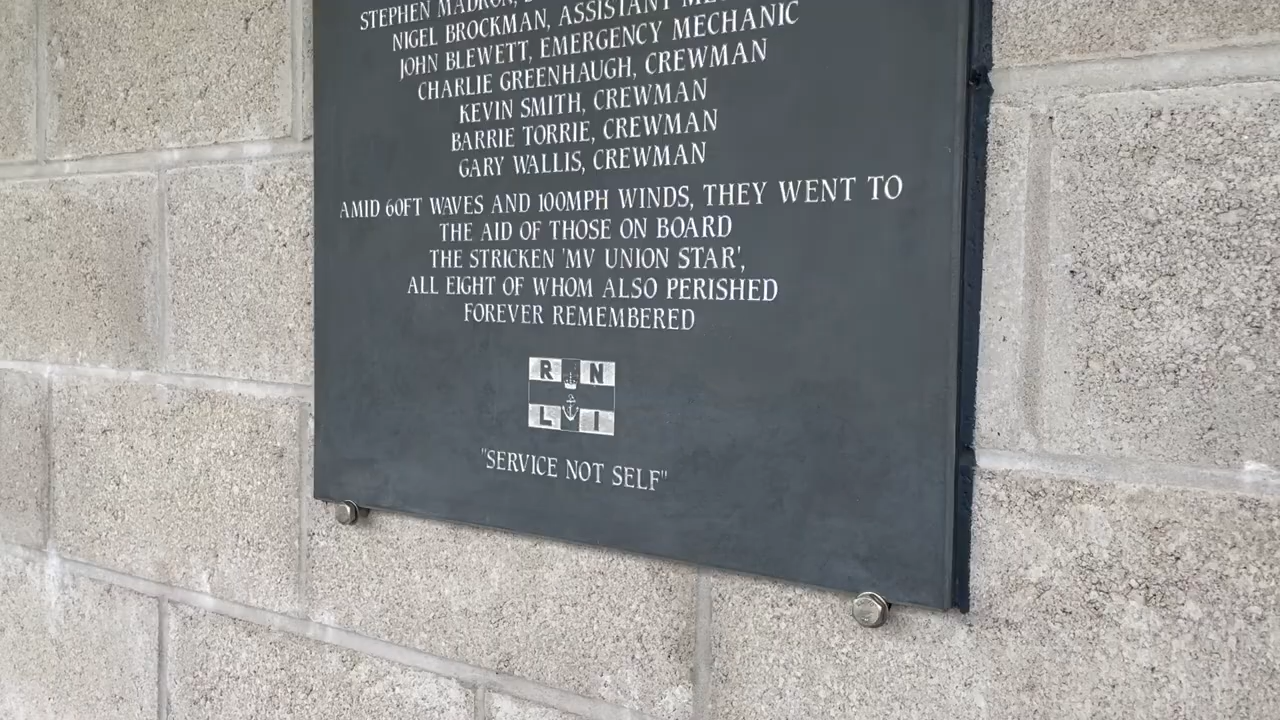 STEPHEN MADRON,
NIGEL BROCKMAN, ASSISTANT
JOHN BLEWETT, EMERGENCY MECHANIC
CHARLIE GREENHAUGH, CREWMAN
KEVIN SMITH, CREWMAN
BARRIE TORRIE, CREWMAN
GARY WALLIS, CREWMAN
AMID 60FT WAVES AND 100MPH WINDS, THEY WENT TO
THE AID OF THOSE ON BOARD
THE STRICKEN 'MV UNION STAR',
ALL EIGHT OF WHOM ALSO PERISHED
FOREVER REMEMBERED
R N
L I
"SERVICE NOT SELF"